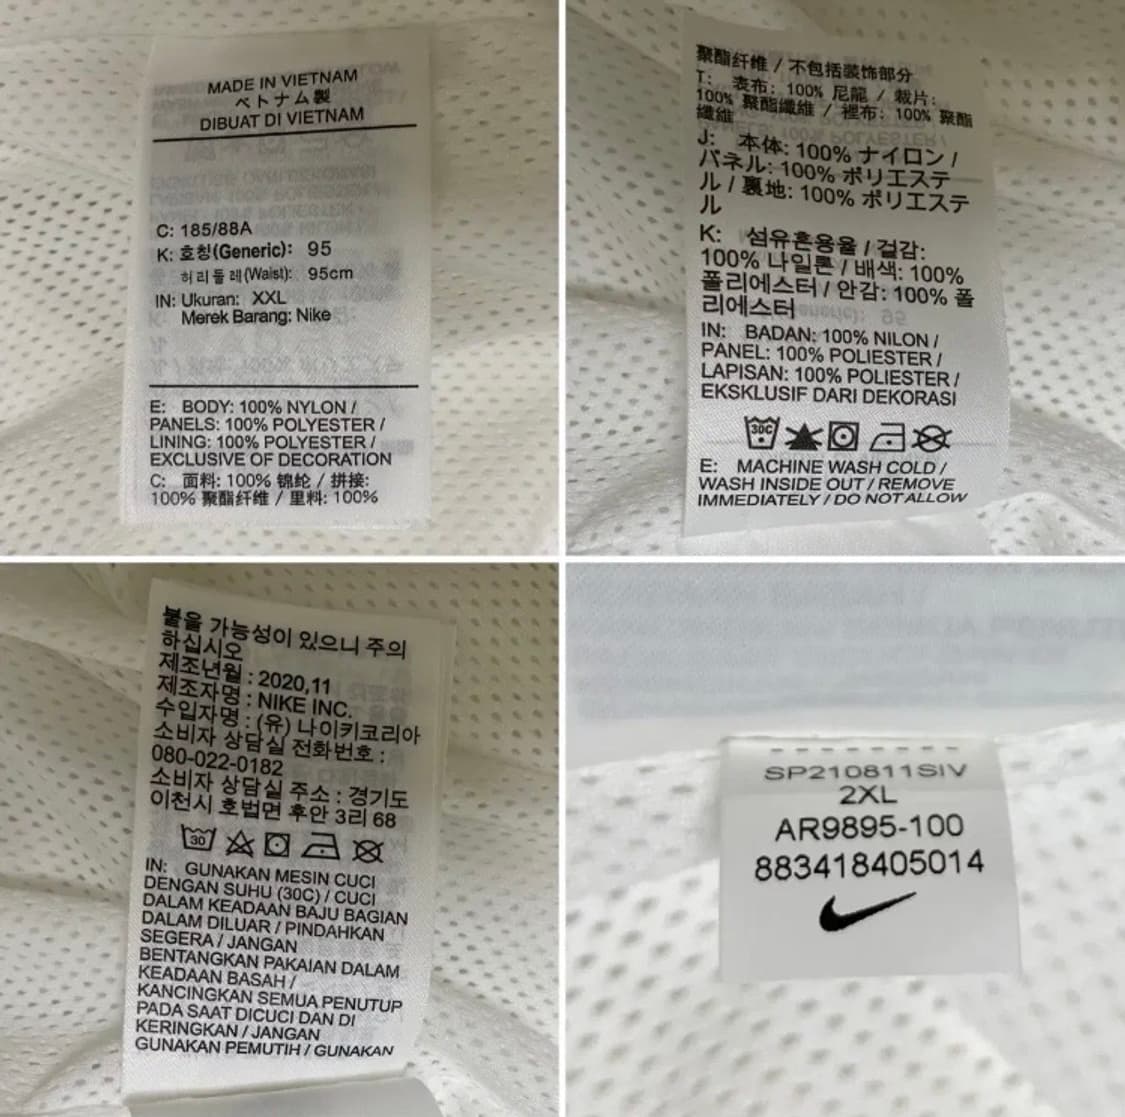 MADE IN VIETNAM
ベトナム製
DIBUAT DI VIETNAM
C: 185/88A
K: 호칭(Generic): 95
허리둘레(Waist): 95cm
IN: Ukuran: XXL
Merek Barang: Nike
E: BODY: 100% NYLON /
PANELS: 100% POLYESTER /
LINING: 100% POLYESTER /
EXCLUSIVE OF DECORATION
C: 面料: 100% 锦纶 / 拼接:
100% 聚酯纤维 / 里料: 100%
聚酯纤维 / 不包括装饰部分
T: 表布: 100% 尼龍 / 裁片:
100% 聚酯纖維 / 裡布: 100% 聚酯
纖維
J: 本体: 100% ナイロン /
パネル: 100% ポリエステ
ル / 裏地: 100% ポリエステ
ル
K: 섬유혼용율 / 겉감:
100% 나일론 / 배색: 100%
폴리에스터 / 안감: 100% 폴
리에스터
IN: BADAN: 100% NILON /
PANEL: 100% POLIESTER /
LAPISAN: 100% POLIESTER /
EKSKLUSIF DARI DEKORASI
30C
E: MACHINE WASH COLD /
WASH INSIDE OUT / REMOVE
IMMEDIATELY / DO NOT ALLOW
붙을 가능성이 있으니 주의
하십시오
제조년월 : 2020,11
제조자명 : NIKE INC.
수입자명 : (유) 나이키코리아
소비자 상담실 전화번호 :
080-022-0182
소비자 상담실 주소 : 경기도
이천시 호법면 후안 3리 68
30
IN: GUNAKAN MESIN CUCI
DENGAN SUHU (30C) / CUCI
DALAM KEADAAN BAJU BAGIAN
DALAM DILUAR / PINDAHKAN
SEGERA / JANGAN
BENTANGKAN PAKAIAN DALAM
KEADAAN BASAH /
KANCINGKAN SEMUA PENUTUP
PADA SAAT DICUCI DAN DI
KERINGKAN / JANGAN
GUNAKAN PEMUTIH / GUNAKAN
SP210811SIV
2XL
AR9895-100
883418405014